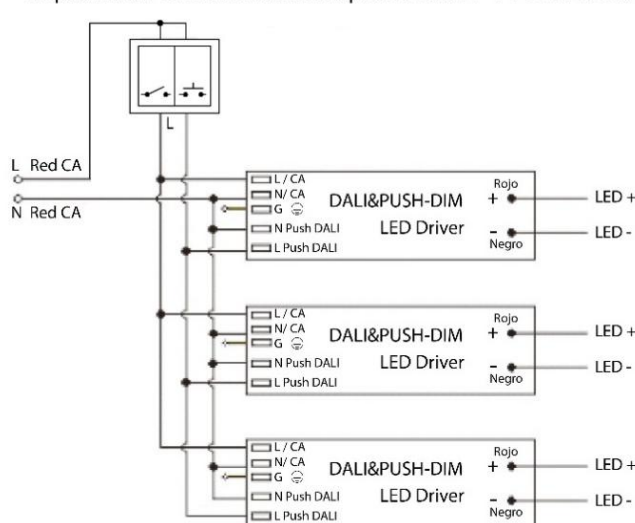 L
L Red CA
N Red CA
L / CA
N/ CA
G
N Push DALI
L Push DALI
DALI&PUSH-DIM
LED Driver
Rojo
+
-
Negro
LED +
LED -
L / CA
N/ CA
G
N Push DALI
L Push DALI
DALI&PUSH-DIM
LED Driver
Rojo
+
-
Negro
LED +
LED -
L / CA
N/ CA
G
N Push DALI
L Push DALI
DALI&PUSH-DIM
LED Driver
Rojo
+
-
Negro
LED +
LED -